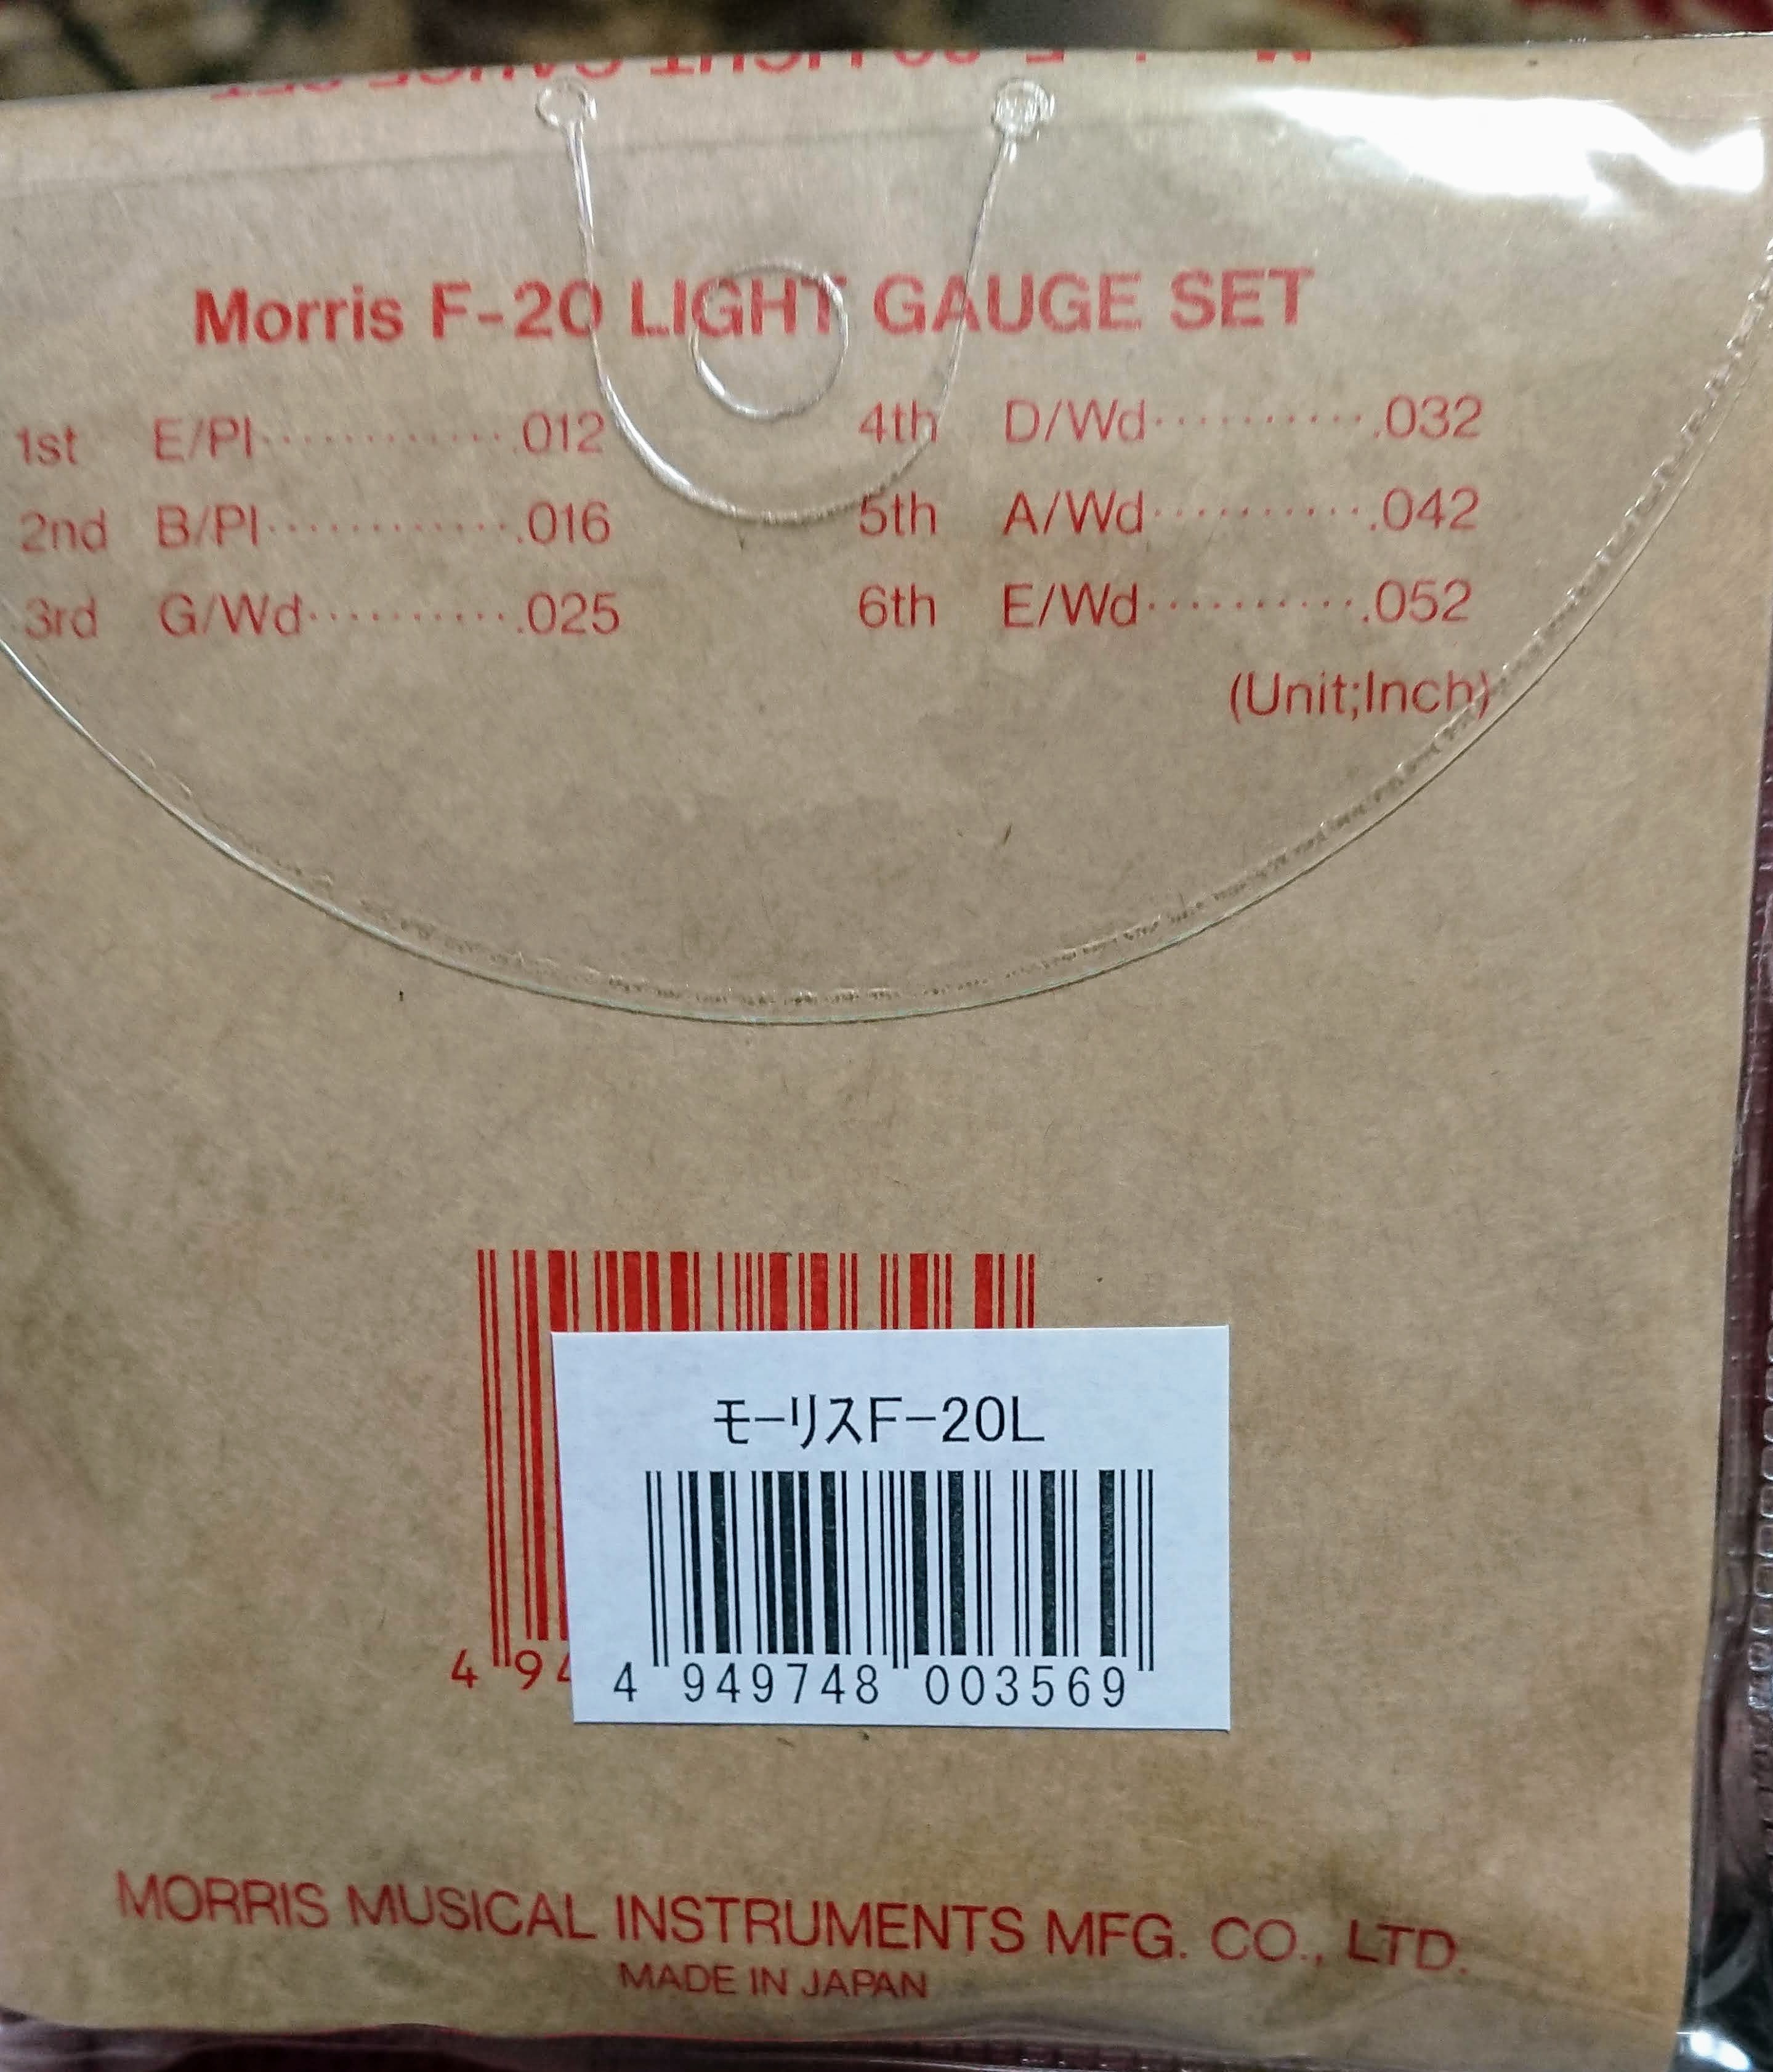 Morris F-20 LIGHT GAUGE SET
1st E/Pl············.012
2nd B/Pl············.016
3rd G/Wd··········.025
4th D/Wd··········.032
5th A/Wd··········.042
6th E/Wd··········.052
(Unit;Inch)
モーリスF-20L
4 949748 003569
4 94
MORRIS MUSICAL INSTRUMENTS MFG. CO., LTD.
MADE IN JAPAN